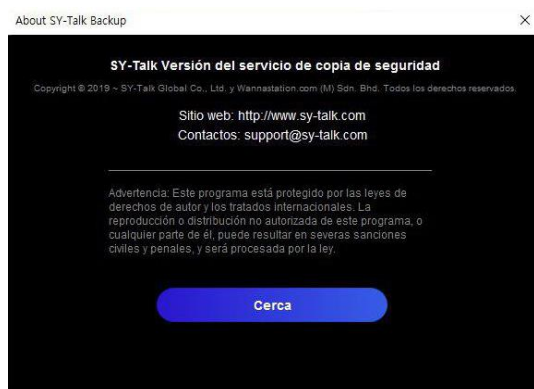 About SY-Talk Backup
SY-Talk Versión del servicio de copia de seguridad
Copyright © 2019 ~ SY-Talk Global Co., Ltd. y Wannastation.com (M) Sdn. Bhd. Todos los derechos reservados.
Sitio web: http://www.sy-talk.com
Contactos: support@sy-talk.com
Advertencia: Este programa está protegido por las leyes de
derechos de autor y los tratados internacionales. La
reproducción o distribución no autorizada de este programa, o
cualquier parte de él, puede resultar en severas sanciones
civiles y penales, y será procesada por la ley.
Cerca